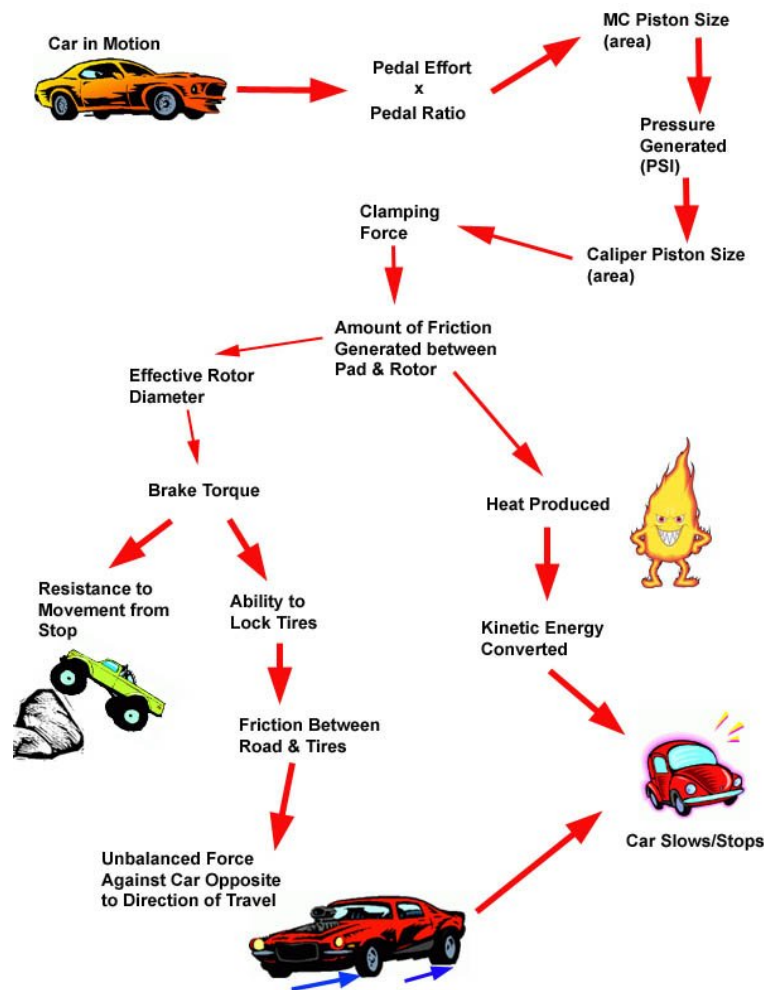 Car in Motion
Pedal Effort
x
Pedal Ratio
MC Piston Size
(area)
Pressure
Generated
(PSI)
Caliper Piston Size
(area)
Clamping
Force
Amount of Friction
Generated between
Pad & Rotor
Effective Rotor
Diameter
Brake Torque
Heat Produced
Resistance to
Movement from
Stop
Ability to
Lock Tires
Kinetic Energy
Converted
Friction Between
Road & Tires
Car Slows/Stops
Unbalanced Force
Against Car Opposite
to Direction of Travel